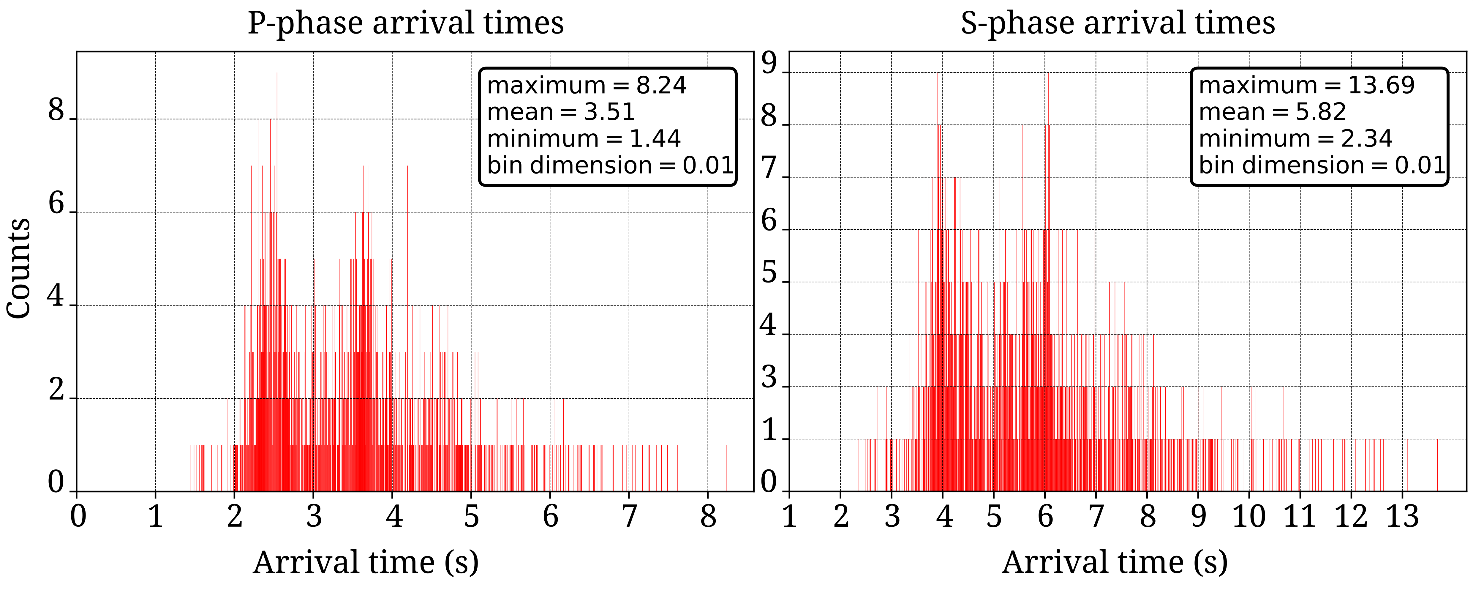 P-phase arrival times
Counts
8
6
4
2
0
maximum = 8.24
mean = 3.51
minimum = 1.44
bin dimension = 0.01
0 1 2 3 4 5 6 7 8
Arrival time (s)
S-phase arrival times
9
8
7
6
5
4
3
1
0
maximum = 13.69
mean = 5.82
minimum = 2.34
bin dimension = 0.01
1 2 3 4 5 6 7 8 9 10 11 12 13
Arrival time (s)